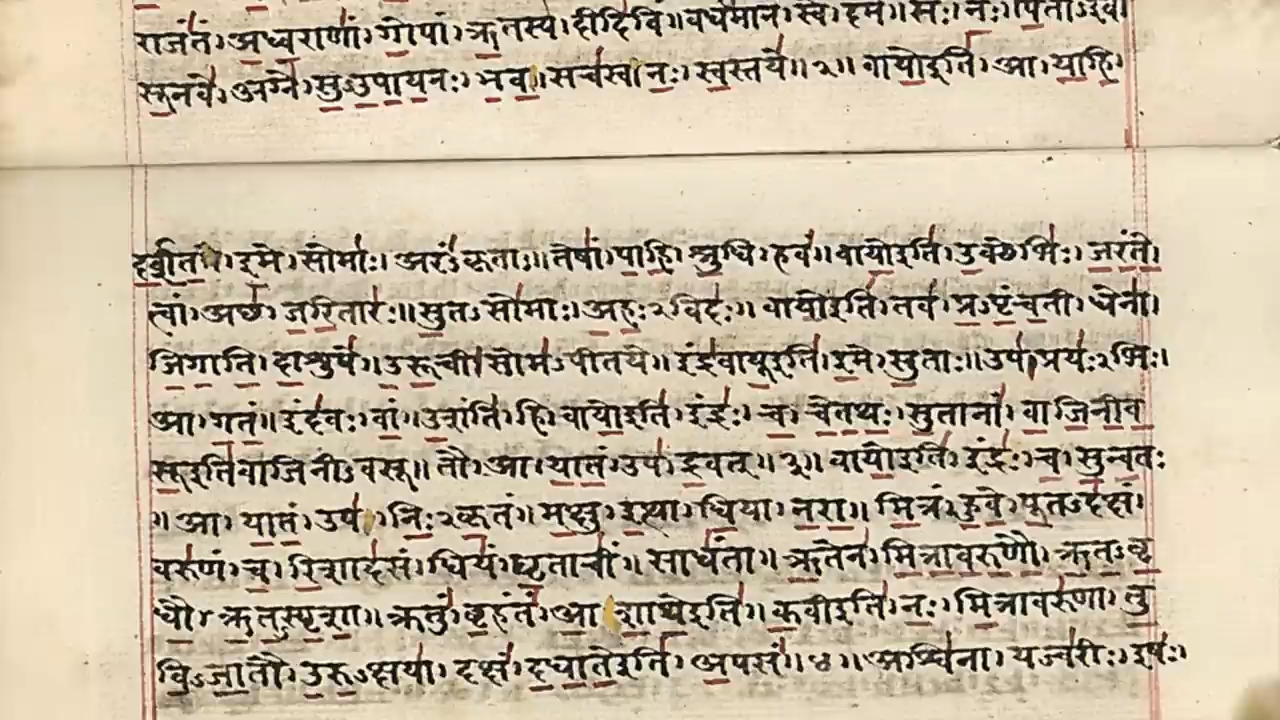 राजंतं। अध्वराणां। गोपां। ऋतस्य। दीदिविं॥ वर्धमानं। स्वे। दमे॥ सः। नः। पिताऽइव।
सूनवे। अग्ने। सुऽउपायनः। भव॥ सचस्व। नः। स्वस्तये॥२॥ वायोइति। आ। याहि।
दर्शत। इमे। सोमाः। अरंऽकृताः॥ तेषां। पाहि। श्रुधि। हवं॥ वायोइति। उक्थेभिः। जरंते।
त्वां। अच्छ। जरितारः॥ सुतऽसोमाः। अहःऽविदः॥ वायोइति। तव। प्रऽपृंचती। धेना।
जिगाति। दाशुषे॥ उरूची। सोमऽपीतये॥ इंद्रवायूइति। इमे। सुताः॥ उप। प्रयःऽभिः।
आ। गतं॥ इंदवः। वां। उशंति। हि। वायोइति। इंद्रः। च। चेतथः। सुतानां। वाजिनीव
सूइतिवाजिनीऽवसू॥ तौ। आ। यातं। उप। द्रवत्॥३॥ वायोइति। इंद्रः। च। सुन्वतः
। आ। यातं। उप। निःऽकृतं॥ मक्षु। इत्था। धिया। नरा॥ मित्रं। हुवे। पूतऽदक्षं।
वरुणं। च। रिशादसं। धियं। घृताचीं। साधंता॥ ऋतेन। मित्रावरुणौ। ऋतऽवृ
धौ। ऋतऽस्पृशा॥ क्रतुं। बृहंतं। आशाथेइति॥ कवीइति। नः। मित्रावरुणा। तु
विऽजातौ। उरुऽक्षया। दक्षं। दधातेइति। अपसं॥४॥ अश्विना। यज्वरीः। इषः।